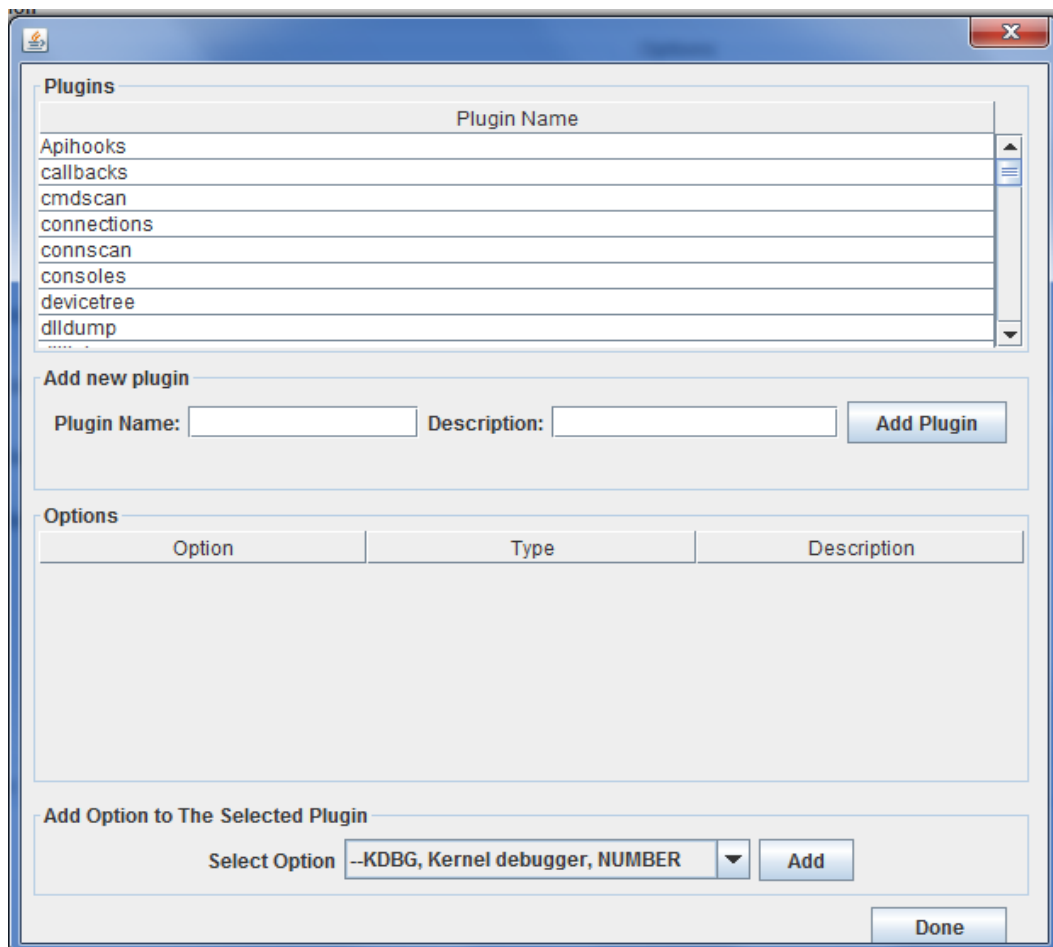 Plugins
Plugin Name
Apihooks
callbacks
cmdscan
connections
connscan
consoles
devicetree
dlldump
Add new plugin
Plugin Name: Description: Add Plugin
Options
Option Type Description
Add Option to The Selected Plugin
Select Option --KDBG, Kernel debugger, NUMBER Add
Done